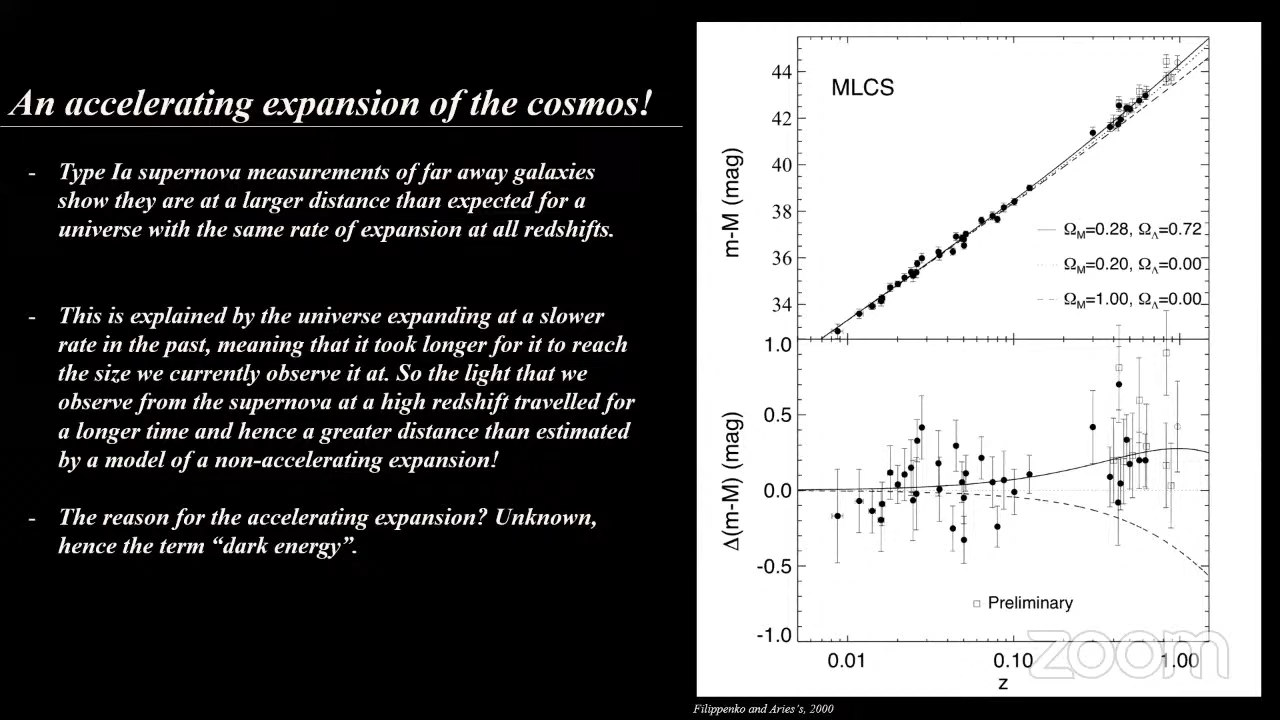 An accelerating expansion of the cosmos!
- Type Ia supernova measurements of far away galaxies
show they are at a larger distance than expected for a
universe with the same rate of expansion at all redshifts.
- This is explained by the universe expanding at a slower
rate in the past, meaning that it took longer for it to reach
the size we currently observe it at. So the light that we
observe from the supernova at a high redshift travelled for
a longer time and hence a greater distance than estimated
by a model of a non-accelerating expansion!
- The reason for the accelerating expansion? Unknown,
hence the term “dark energy”.
MLCS
m-M (mag)
44
42
40
38
36
34
Ω_M=0.28, Ω_Λ=0.72
Ω_M=0.20, Ω_Λ=0.00
Ω_M=1.00, Ω_Λ=0.00
Δ(m-M) (mag)
1.0
0.5
0.0
-0.5
-1.0
Preliminary
0.01 0.10 1.00
z
zoom
Filippenko and Aries's, 2000